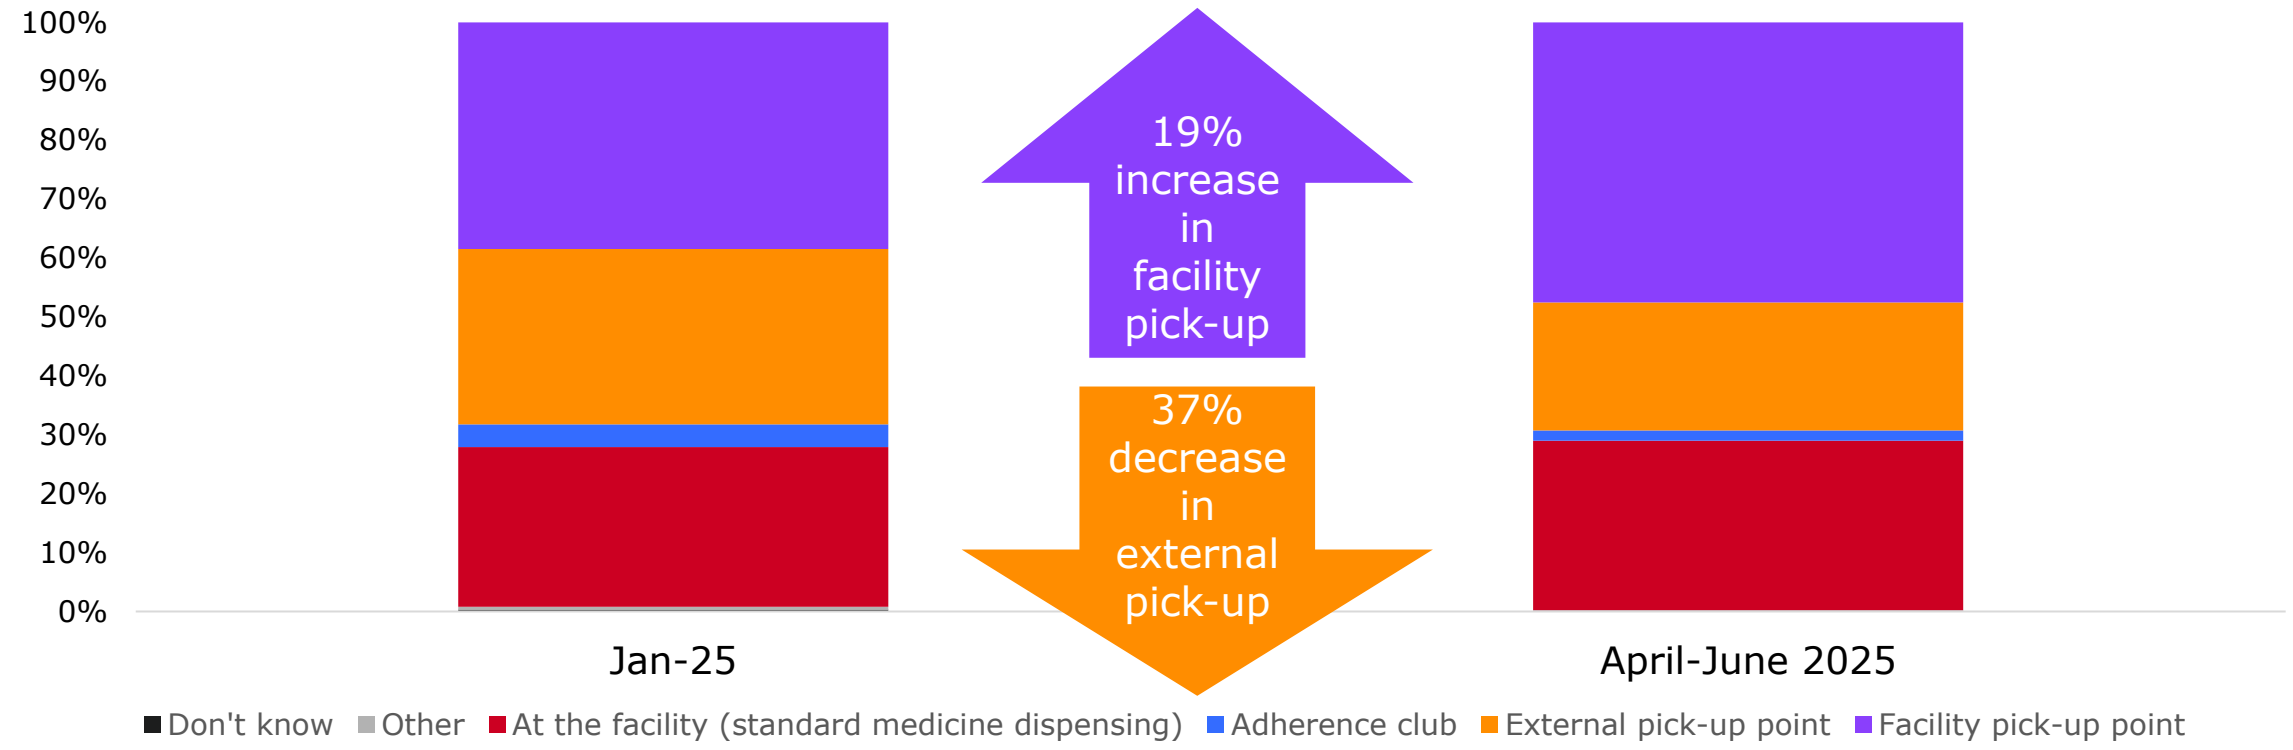 100%
90%
80%
70%
60%
50%
40%
30%
20%
10%
0%
19%
increase
in
facility
pick-up
37%
decrease
in
external
pick-up
Jan-25
April-June 2025
Don't know Other At the facility (standard medicine dispensing) Adherence club External pick-up point Facility pick-up point